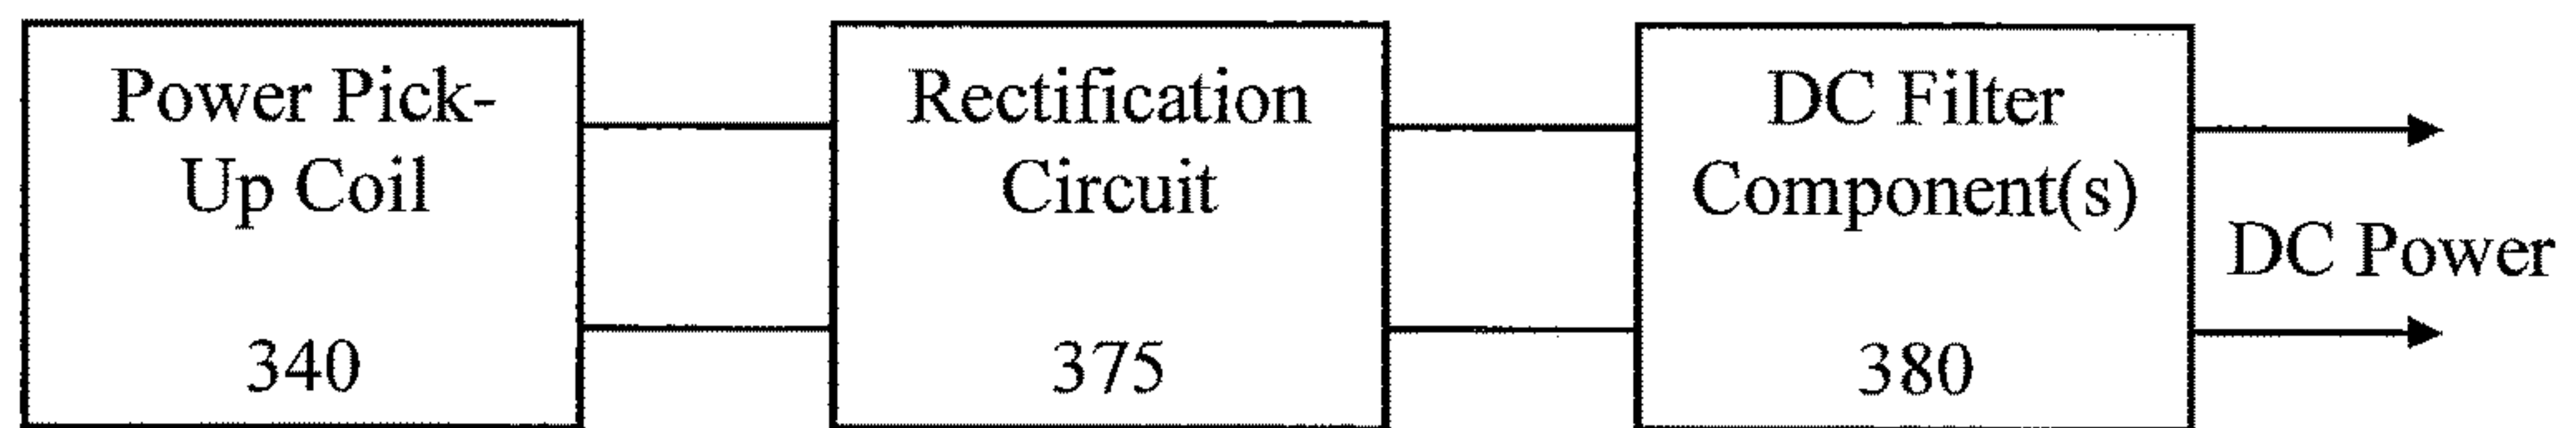 Power Pick-
Up Coil
340
Rectification
Circuit
375
DC Filter
Component(s)
380
DC Power